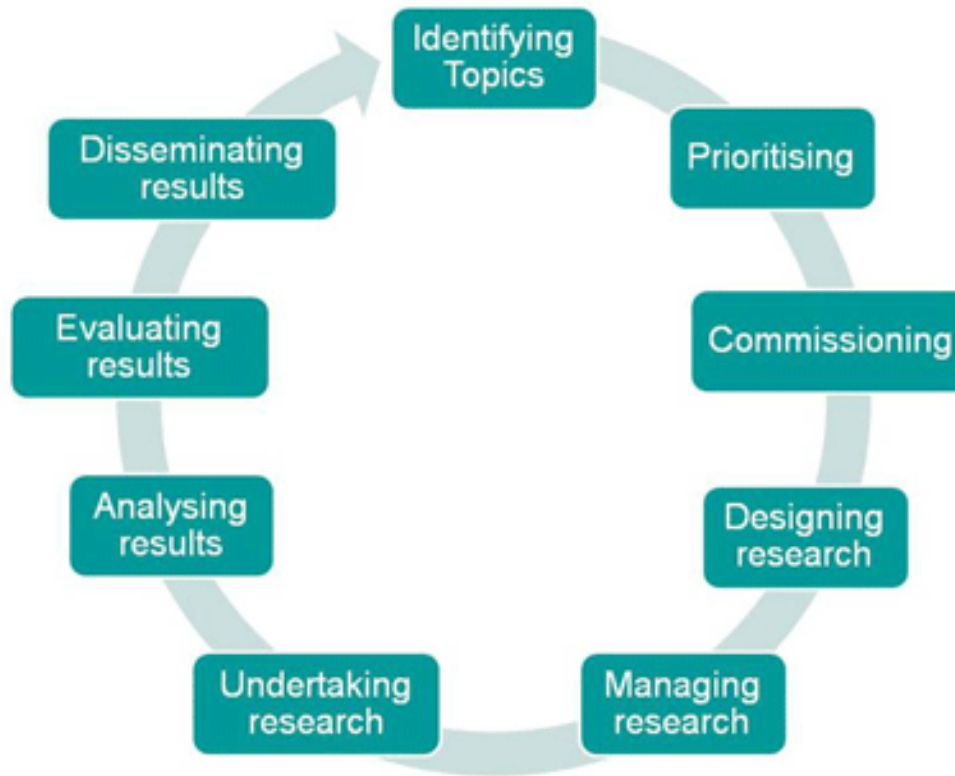 Identifying
Topics
Prioritising
Commissioning
Designing
research
Managing
research
Undertaking
research
Analysing
results
Evaluating
results
Disseminating
results